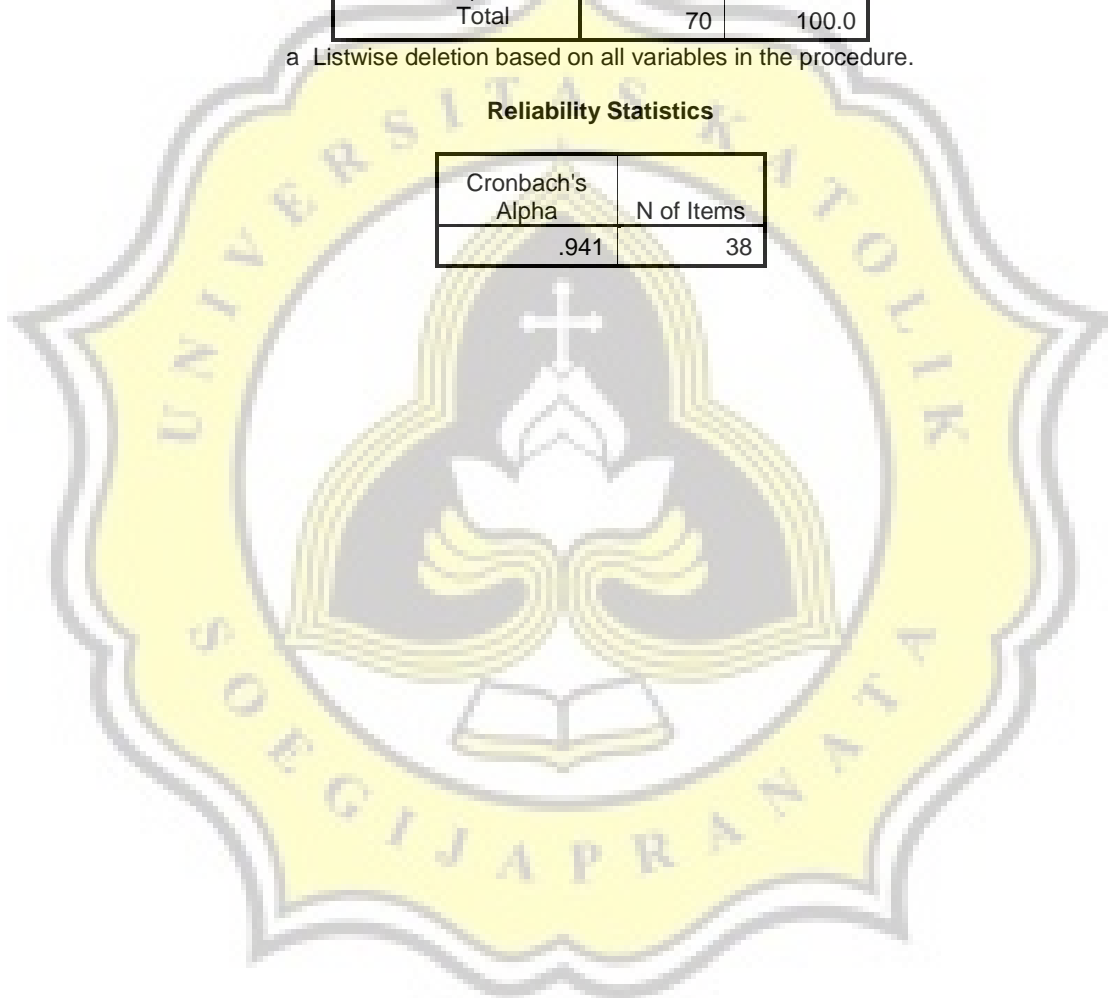 Total 70 100.0
a Listwise deletion based on all variables in the procedure.
Reliability Statistics
Cronbach's
Alpha N of Items
.941 38
UNIVERSITAS KATOLIK
SOEGIJAPRANATA